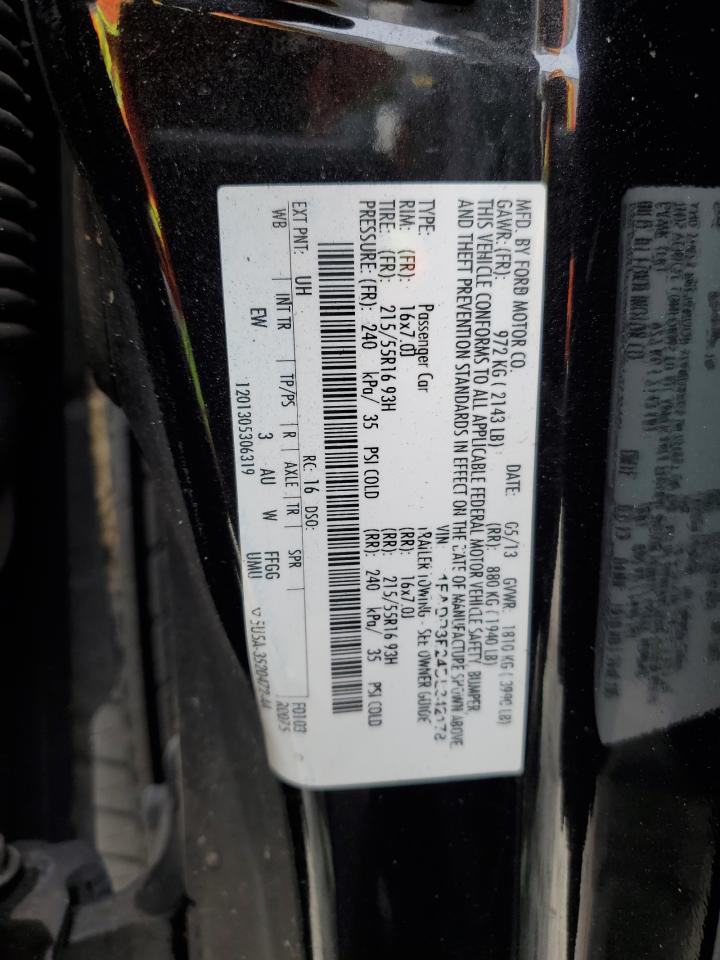 MFD. BY FORD MOTOR CO.
DATE: 05/13 GVWR: 1810 KG ( 3990 LB)
GAWR: (FR): 972 KG ( 2143 LB) (RR): 880 KG ( 1940 LB)
THIS VEHICLE CONFORMS TO ALL APPLICABLE FEDERAL MOTOR VEHICLE SAFETY, BUMPER,
AND THEFT PREVENTION STANDARDS IN EFFECT ON THE DATE OF MANUFACTURE SHOWN ABOVE.
VIN:
TYPE: Passenger Car TRAILER TOWING - SEE OWNER GUIDE
RIM: (FR): 16x7.0J (RR): 16x7.0J
TIRE: (FR): 215/55R16 93H (RR): 215/55R16 93H
PRESSURE: (FR): 240 kPa/ 35 PSI COLD (RR): 240 kPa/ 35 PSI COLD
EXT PNT: UH RC: 16 DSO: F0103
WB INT TR TP/PS R AXLE TR SPR
EW 3 AU W FFGG
UMU
1201305306319